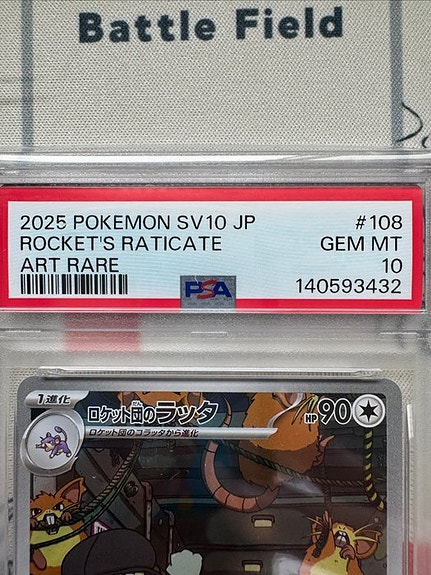 Battle Field
2025 POKEMON SV10 JP #108
ROCKET'S RATICATE GEM MT
ART RARE 10
PSA 140593432
1進化 ロケット団のラッタ HP90
ロケット団のコラッタから進化